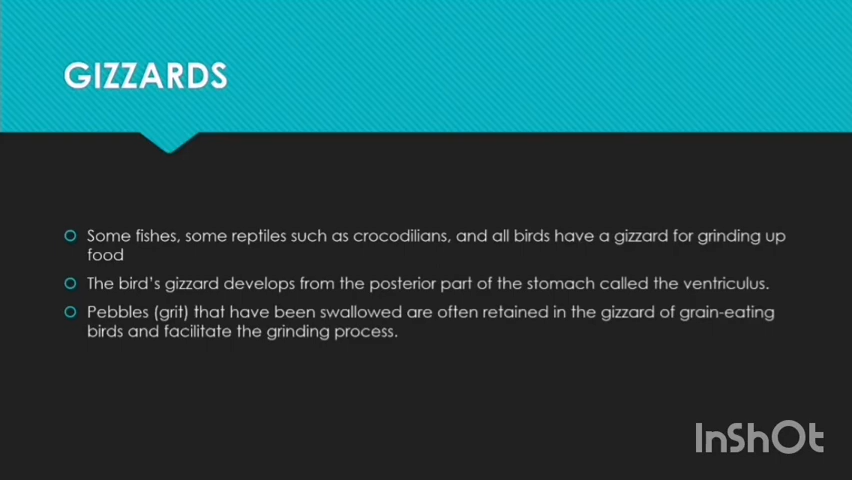 GIZZARDS
Some fishes, some reptiles such as crocodilians, and all birds have a gizzard for grinding up
food
The bird's gizzard develops from the posterior part of the stomach called the ventriculus.
Pebbles (grit) that have been swallowed are often retained in the gizzard of grain-eating
birds and facilitate the grinding process.
InShOt